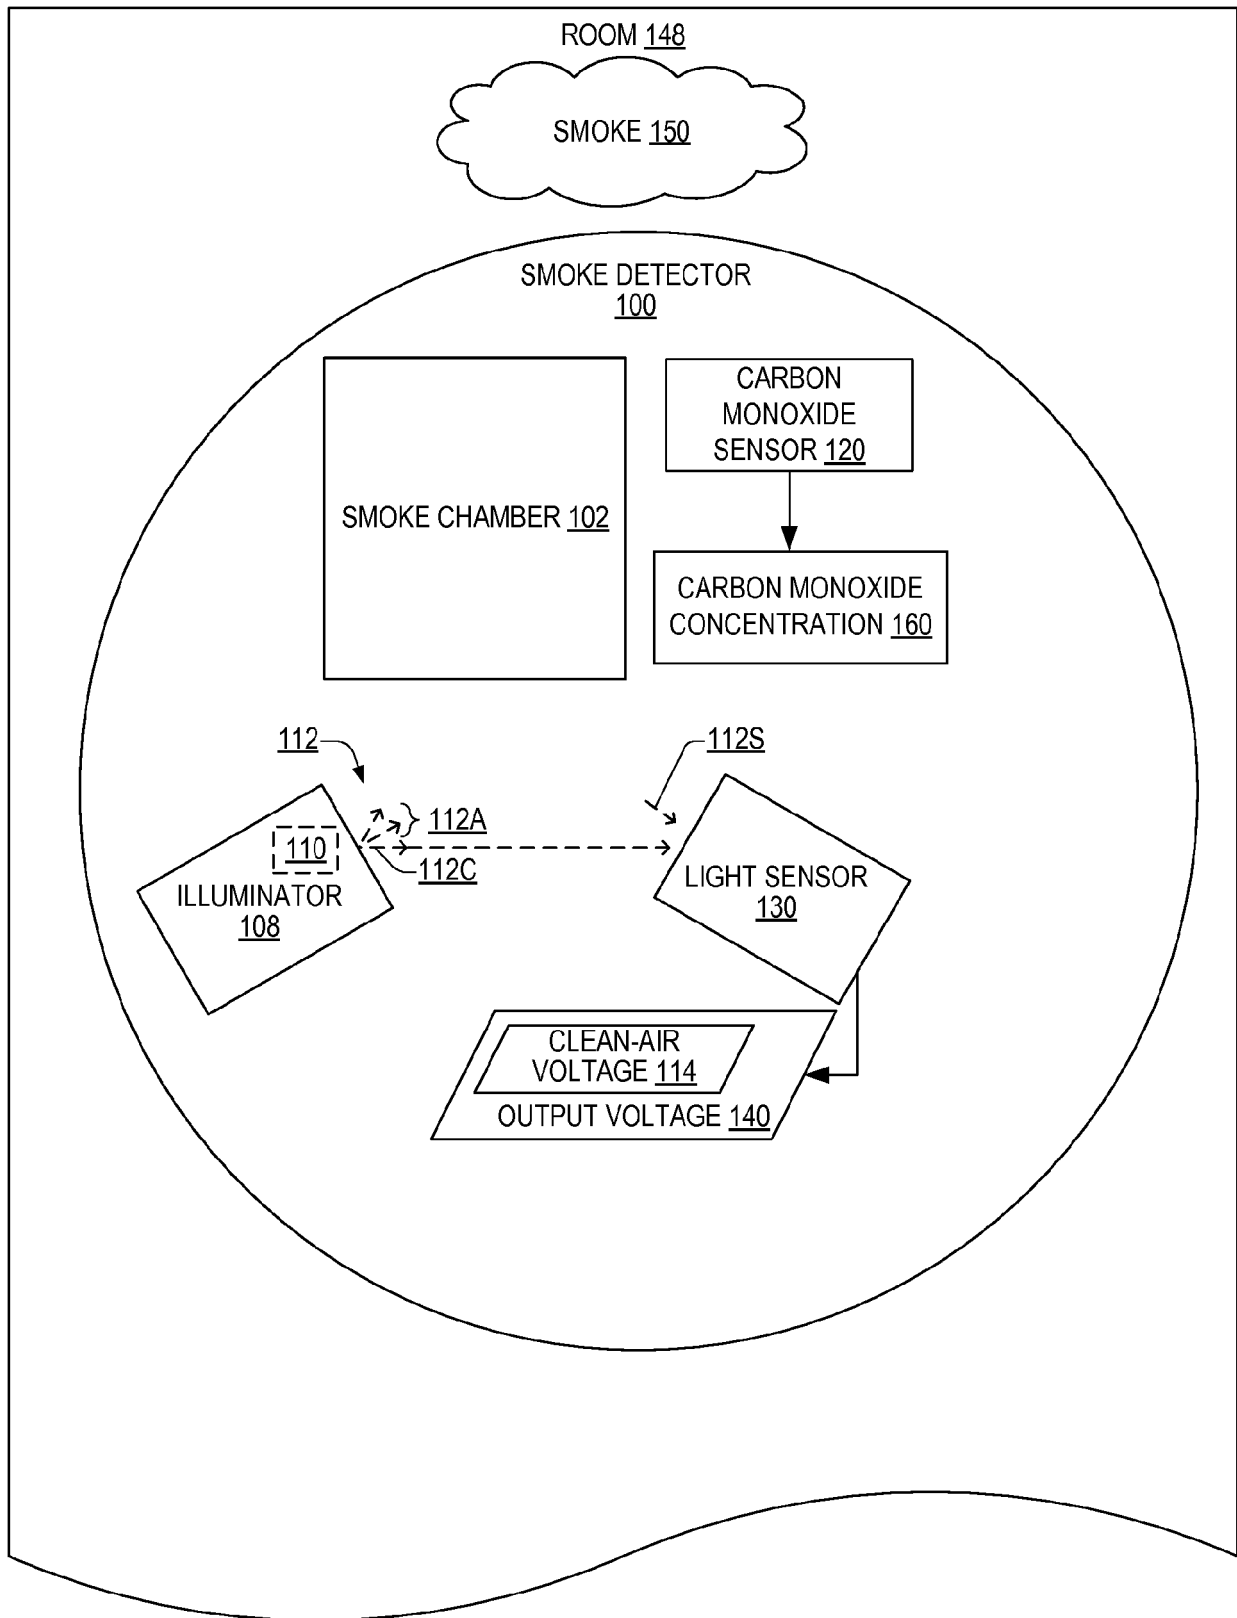 ROOM 148
SMOKE 150
SMOKE DETECTOR
100
CARBON
MONOXIDE
SENSOR 120
SMOKE CHAMBER 102
CARBON MONOXIDE
CONCENTRATION 160
112
112S
112A
110
112C
ILLUMINATOR
108
LIGHT SENSOR
130
CLEAN-AIR
VOLTAGE 114
OUTPUT VOLTAGE 140